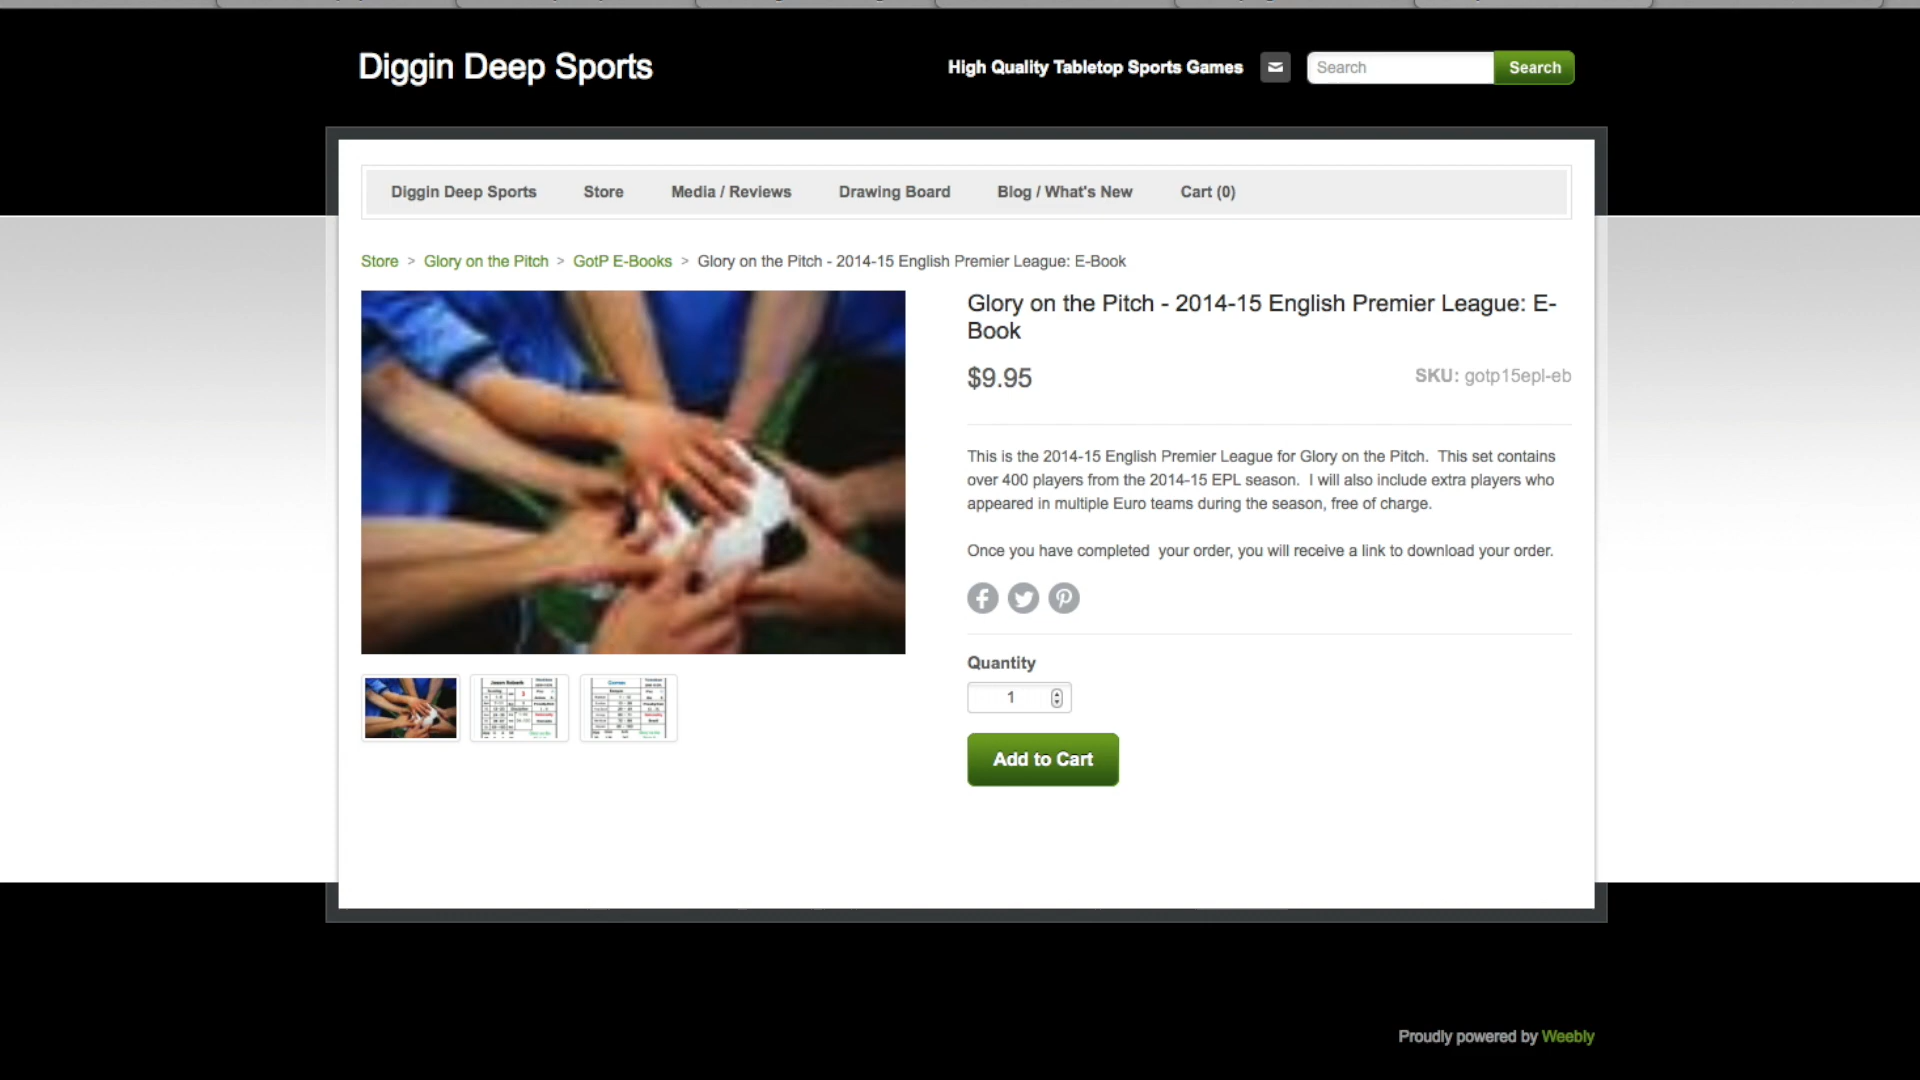 Diggin Deep Sports
High Quality Tabletop Sports Games
Search
Search
Diggin Deep Sports
Store
Media / Reviews
Drawing Board
Blog / What's New
Cart (0)
Store > Glory on the Pitch > GotP E-Books > Glory on the Pitch - 2014-15 English Premier League: E-Book
Glory on the Pitch - 2014-15 English Premier League: E-
Book
$9.95
SKU: gotp15epl-eb
This is the 2014-15 English Premier League for Glory on the Pitch. This set contains
over 400 players from the 2014-15 EPL season. I will also include extra players who
appeared in multiple Euro teams during the season, free of charge.
Once you have completed your order, you will receive a link to download your order.
Quantity
1
Add to Cart
Proudly powered by Weebly